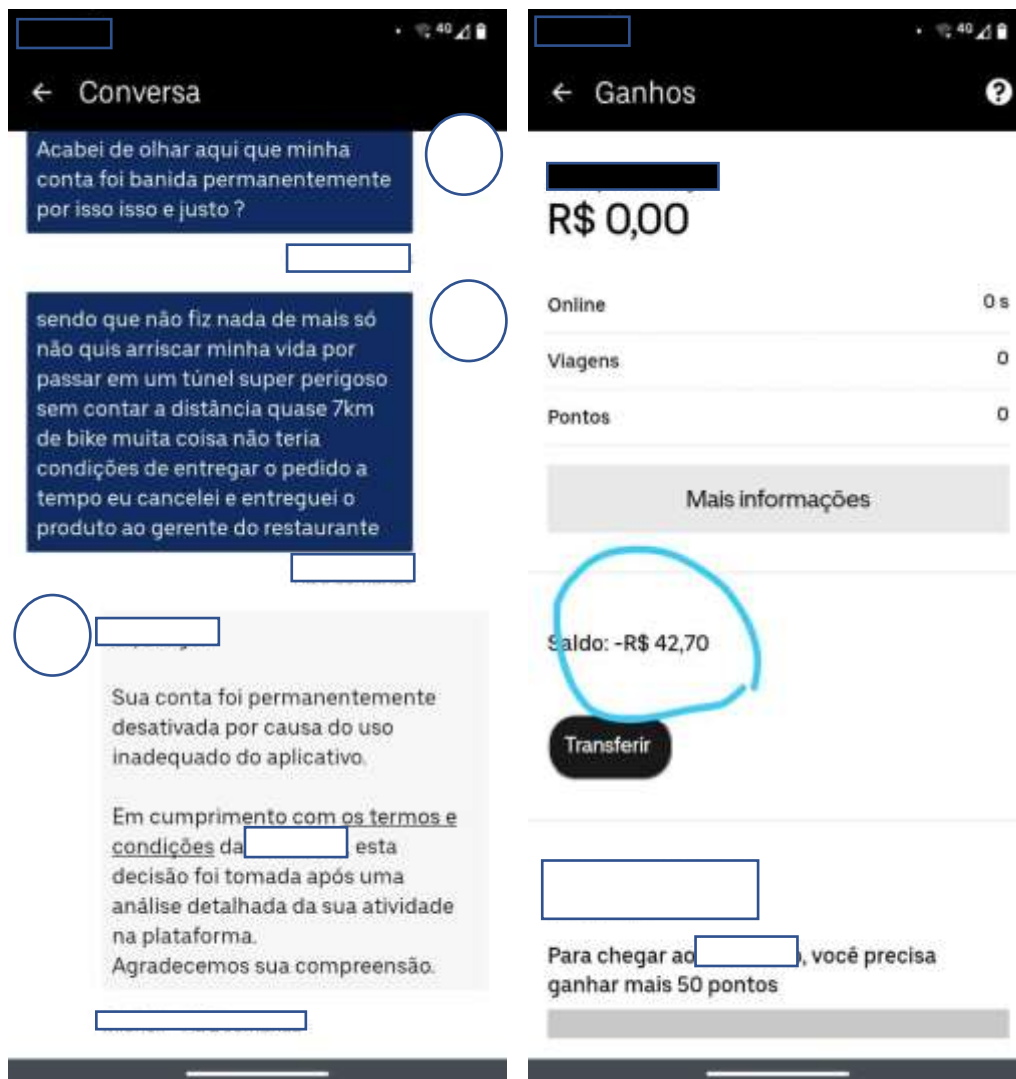 40
Conversa
Acabei de olhar aqui que minha
conta foi banida permanentemente
por isso isso e justo ?
sendo que não fiz nada de mais só
não quis arriscar minha vida por
passar em um túnel super perigoso
sem contar a distância quase 7km
de bike muita coisa não teria
condições de entregar o pedido a
tempo eu cancelei e entreguei o
produto ao gerente do restaurante
Sua conta foi permanentemente
desativada por causa do uso
inadequado do aplicativo.
Em cumprimento com os termos e
condições da esta
decisão foi tomada após uma
análise detalhada da sua atividade
na plataforma.
Agradecemos sua compreensão.
40
Ganhos
?
R$ 0,00
Online 0 s
Viagens 0
Pontos 0
Mais informações
Saldo: -R$ 42,70
Transferir
Para chegar ao , você precisa
ganhar mais 50 pontos